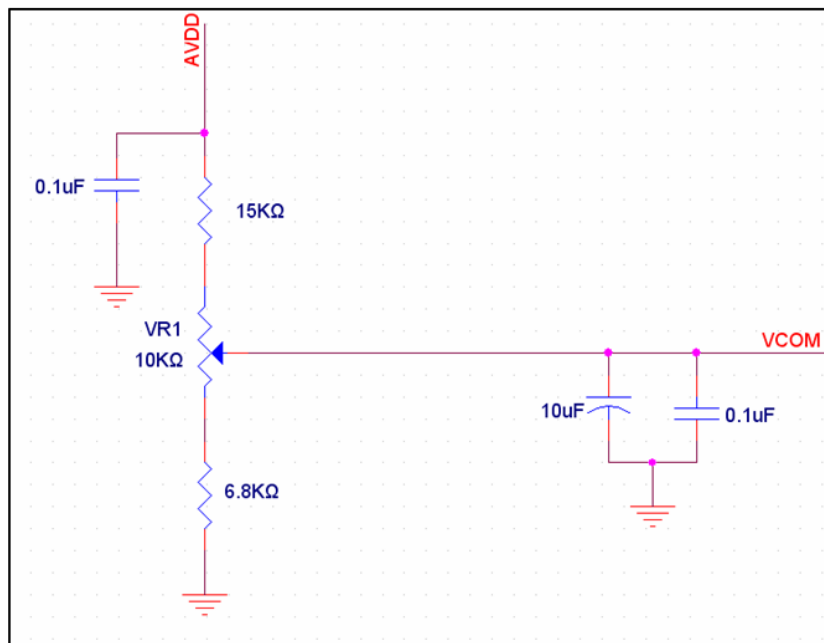 AVDD
0.1uF
15KΩ
VR1
10KΩ
VCOM
10uF
0.1uF
6.8KΩ